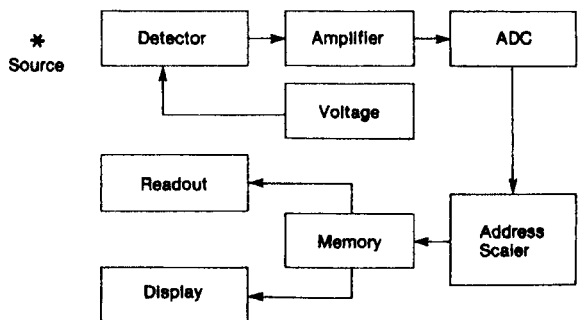 *
Source
Detector
Amplifier
ADC
Voltage
Readout
Memory
Address
Scaler
Display